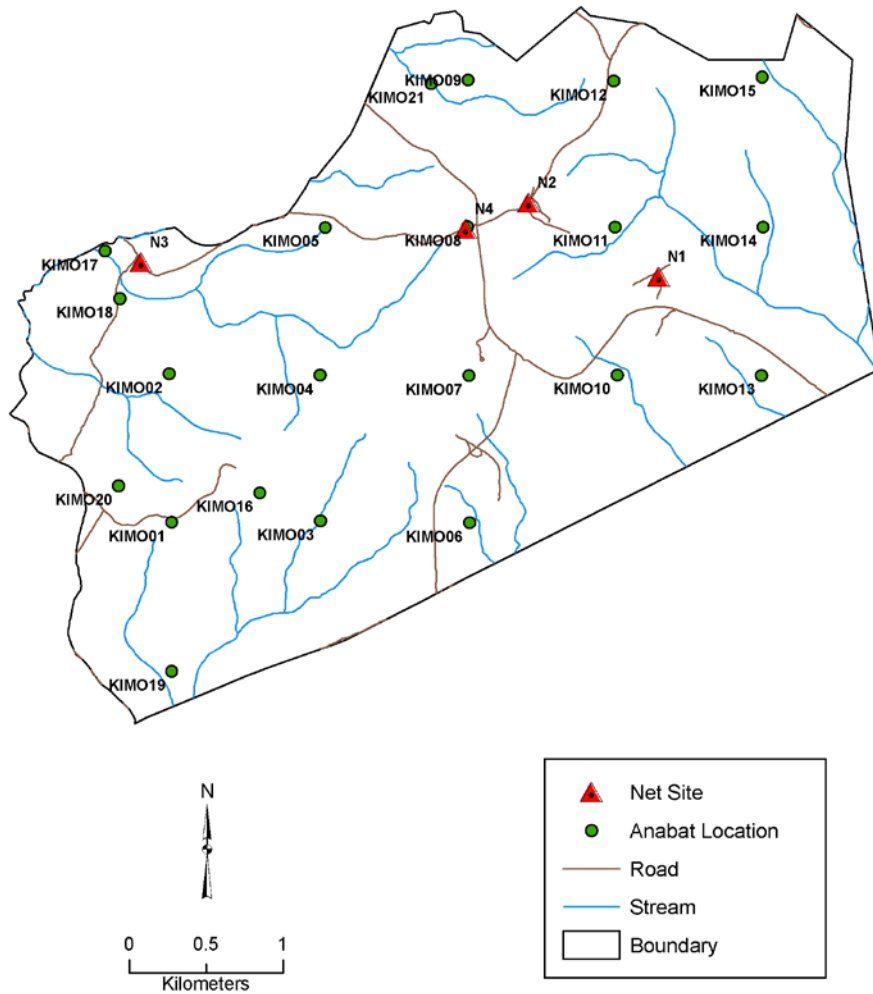 KIMO09
KIMO21
KIMO12
KIMO15
N2
N4
KIMO05
KIMO08
KIMO11
KIMO14
N3
KIMO17
N1
KIMO18
KIMO02
KIMO04
KIMO07
KIMO10
KIMO13
KIMO20
KIMO16
KIMO01
KIMO03
KIMO06
KIMO19
N
0 0.5 1
Kilometers
Net Site
Anabat Location
Road
Stream
Boundary